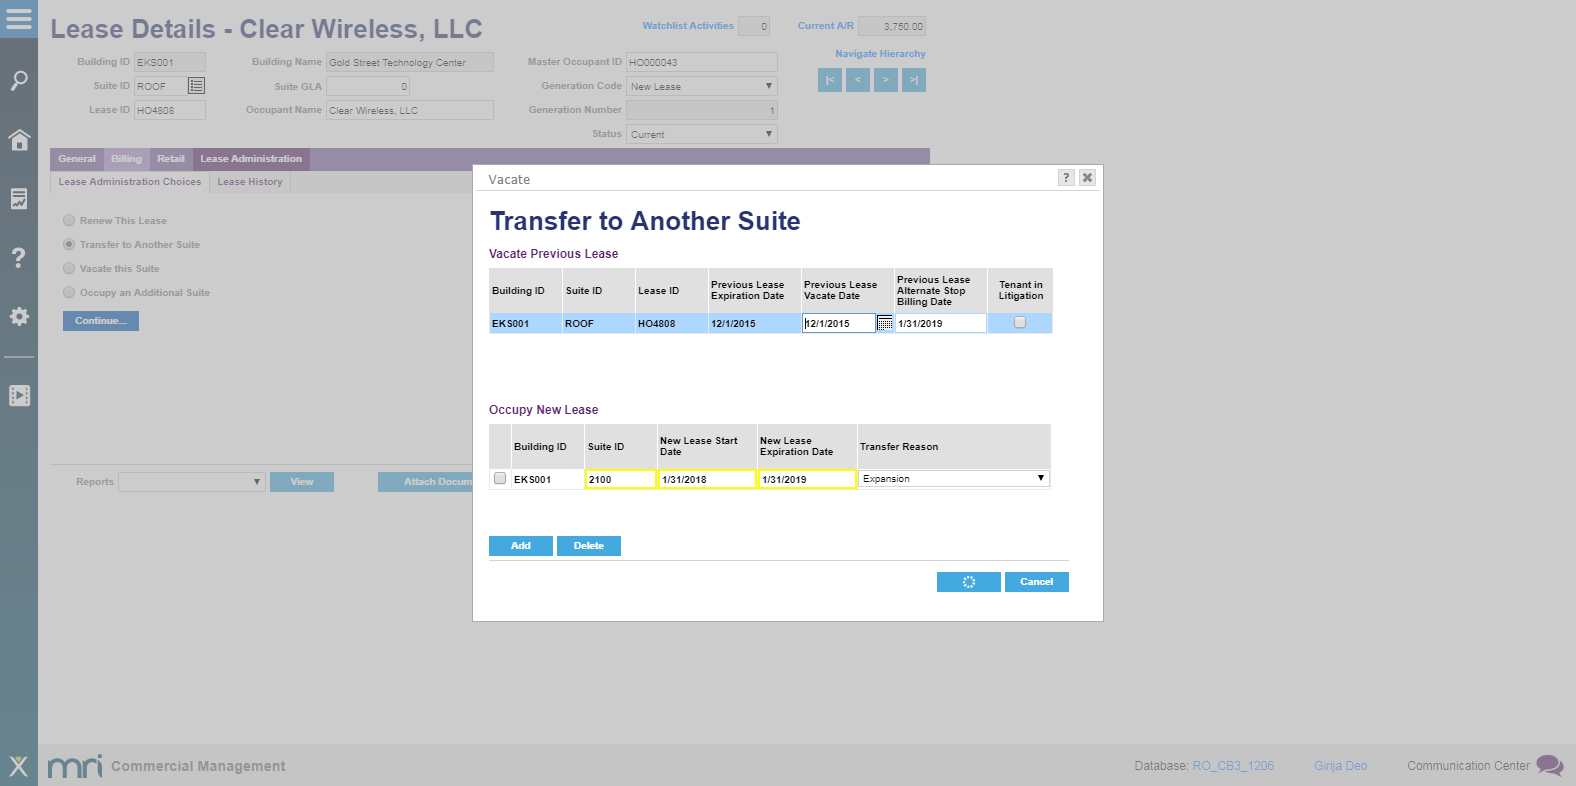 Lease Details - Clear Wireless, LLC
Watchlist Activities 0
Current A/R 3,750.00
Building ID EKS001
Building Name Gold Street Technology Center
Master Occupant ID HO000043
Navigate Hierarchy
Suite ID ROOF
Suite GLA 0
Generation Code New Lease
|< < > >|
Lease ID HO4808
Occupant Name Clear Wireless, LLC
Generation Number 1
Status Current
General Billing Retail Lease Administration
Lease Administration Choices Lease History
Renew This Lease
Transfer to Another Suite
Vacate this Suite
Occupy an Additional Suite
Continue...
Reports
View
Attach Docum
Vacate
?
Transfer to Another Suite
Vacate Previous Lease
Building ID
Suite ID
Lease ID
Previous Lease
Expiration Date
Previous Lease
Vacate Date
Previous Lease
Alternate Stop
Billing Date
Tenant in
Litigation
EKS001 ROOF HO4808 12/1/2015 12/1/2015 1/31/2019
Occupy New Lease
Building ID
Suite ID
New Lease Start
Date
New Lease
Expiration Date
Transfer Reason
EKS001 2100 1/31/2018 1/31/2019 Expansion
Add Delete
Cancel
?
mri Commercial Management
Database: RO_CB3_1206
Girija Deo
Communication Center